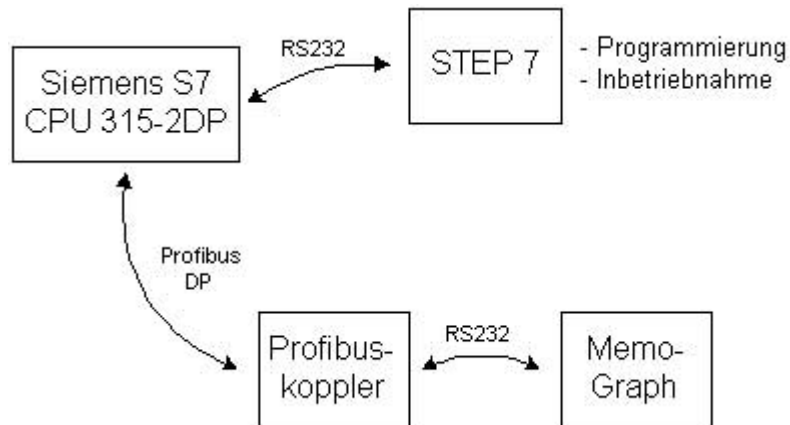 Siemens S7
CPU 315-2DP
RS232
STEP 7
- Programmierung
- Inbetriebnahme
Profibus
DP
Profibus-
koppler
RS232
Memo-
Graph